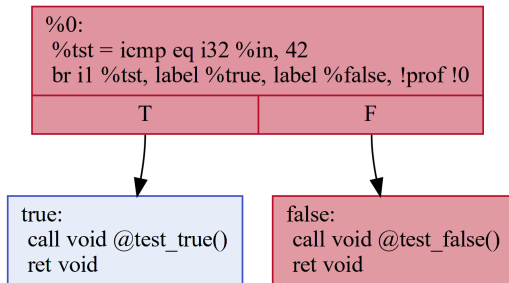 %0:
%tst = icmp eq i32 %in, 42
br i1 %tst, label %true, label %false, !prof !0
T
F
true:
call void @test_true()
ret void
false:
call void @test_false()
ret void